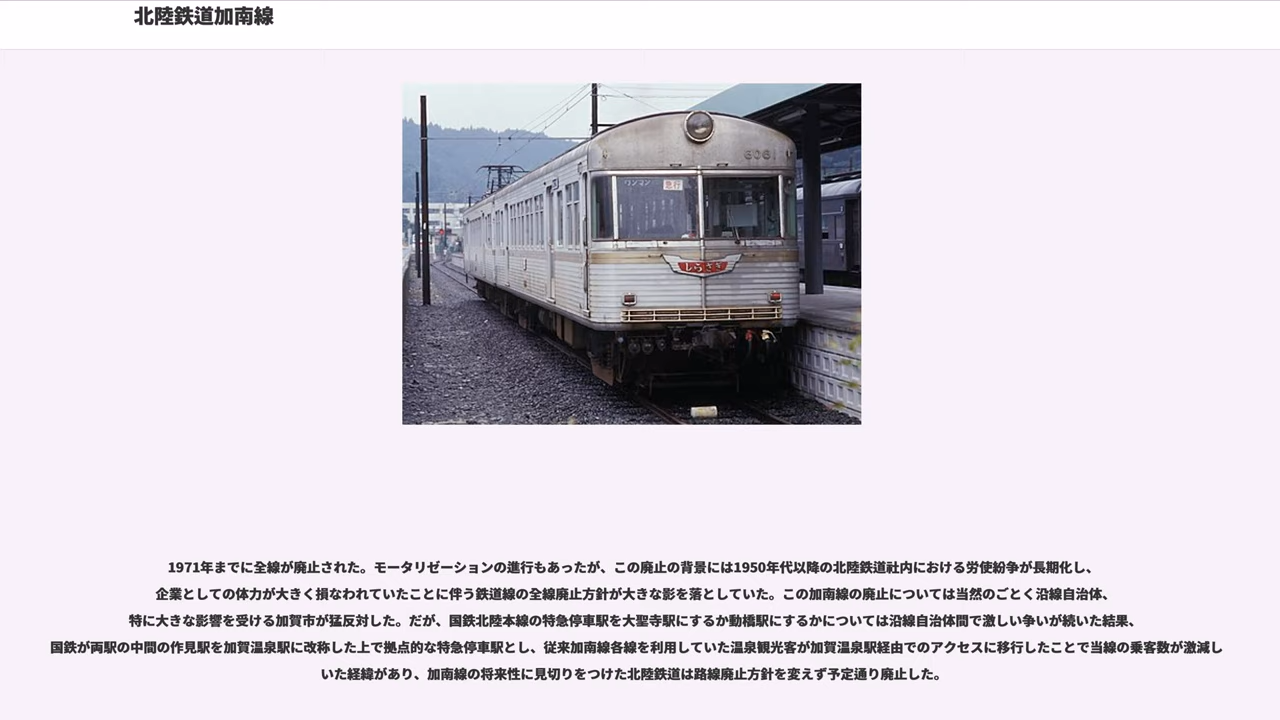 北陸鉄道加南線
6061
ワンマン
急行
しらさぎ
1971年までに全線が廃止された。モータリゼーションの進行もあったが、この廃止の背景には1950年代以降の北陸鉄道社内における労使紛争が長期化し、
企業としての体力が大きく損なわれていたことに伴う鉄道線の全線廃止方針が大きな影を落としていた。この加南線の廃止については当然のごとく沿線自治体、
特に大きな影響を受ける加賀市が猛反対した。だが、国鉄北陸本線の特急停車駅を大聖寺駅にするか動橋駅にするかについては沿線自治体間で激しい争いが続いた結果、
国鉄が両駅の中間の作見駅を加賀温泉駅に改称した上で拠点的な特急停車駅とし、従来加南線各線を利用していた温泉観光客が加賀温泉駅経由でのアクセスに移行したことで当線の乗客数が激減し
いた経緯があり、加南線の将来性に見切りをつけた北陸鉄道は路線廃止方針を変えず予定通り廃止した。